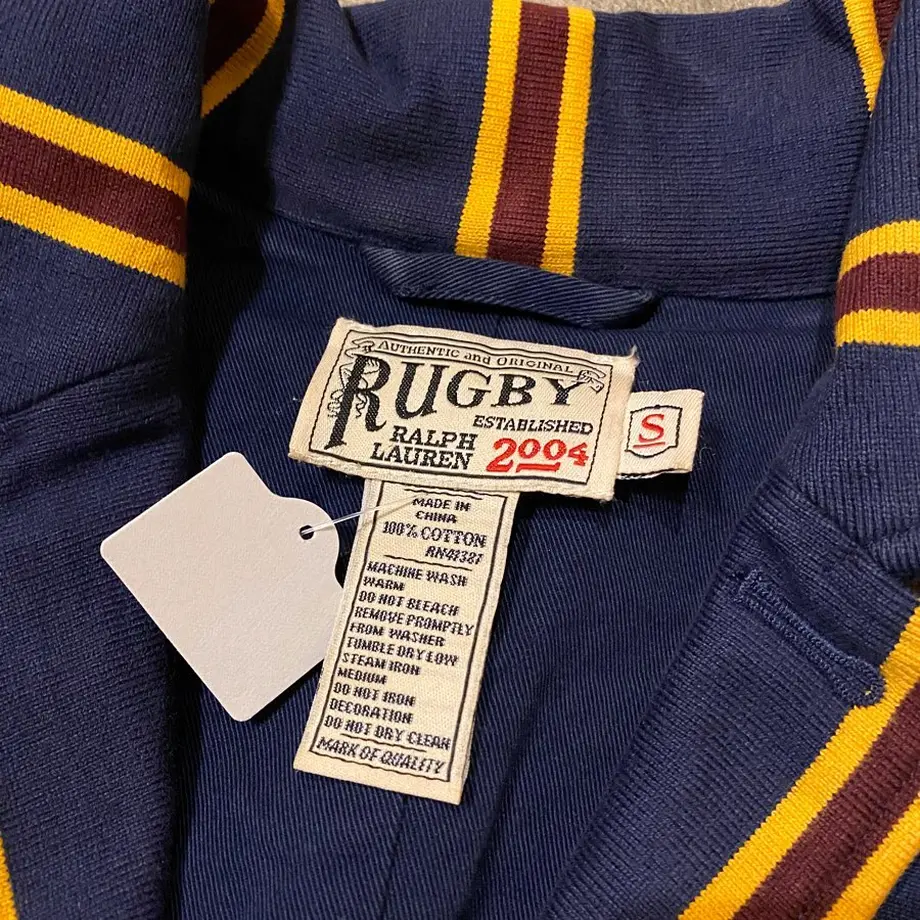 AUTHENTIC and ORIGINAL
RUGBY
ESTABLISHED
RALPH
LAUREN
2004
S
MADE IN
CHINA
100% COTTON
RN41381
MACHINE WASH
WARM
DO NOT BLEACH
REMOVE PROMPTLY
FROM WASHER
TUMBLE DRY LOW
STEAM IRON
MEDIUM
DO NOT IRON
DECORATION
DO NOT DRY CLEAN
MARK OF QUALITY